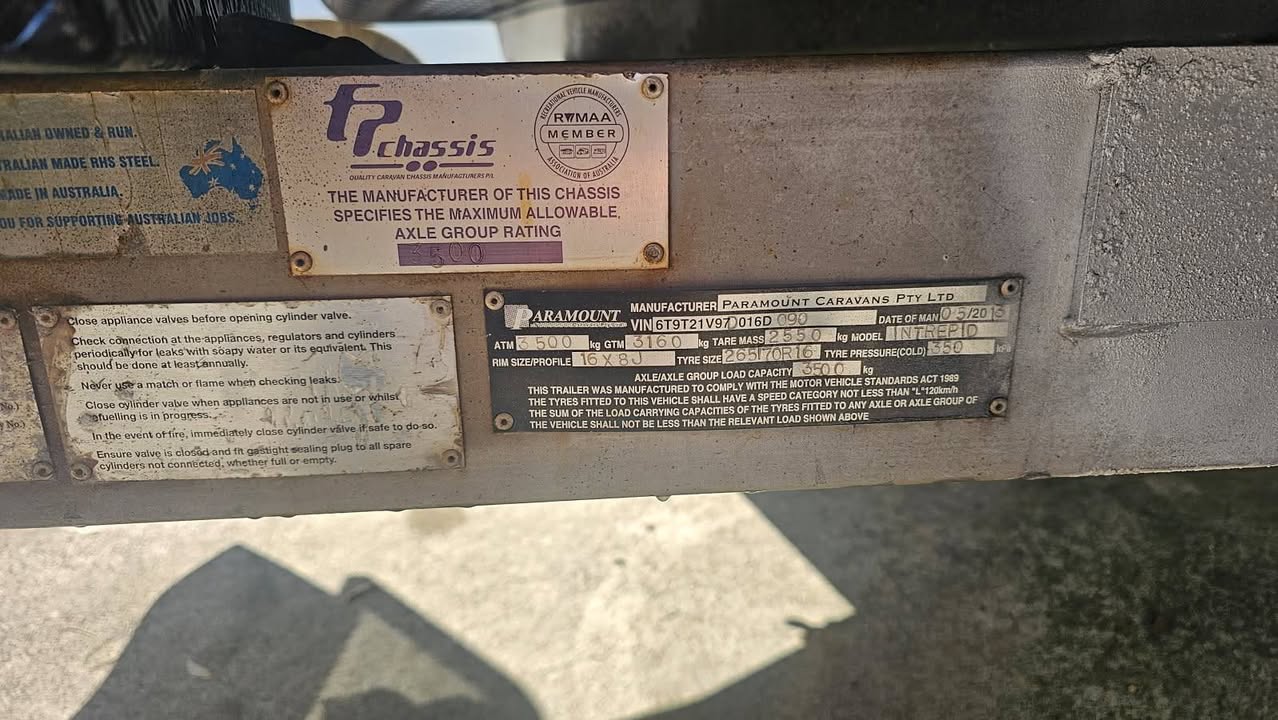 ALIAN OWNED & RUN.
TRALIAN MADE RHS STEEL.
MADE IN AUSTRALIA.
OU FOR SUPPORTING AUSTRALIAN JOBS.
fp chassis
QUALITY CARAVAN CHASSIS MANUFACTURERS P/L
RECREATIONAL VEHICLE MANUFACTURERS
RVMAA
MEMBER
ASSOCIATION OF AUSTRALIA
THE MANUFACTURER OF THIS CHASSIS
SPECIFIES THE MAXIMUM ALLOWABLE,
AXLE GROUP RATING
3500
No.)
No.)
Close appliance valves before opening cylinder valve.
Check connection at the appliances, regulators and cylinders
periodically for leaks with soapy water or its equivalent. This
should be done at least annually.
Never use a match or flame when checking leaks.
Close cylinder valve when appliances are not in use or whilst
refuelling is in progress.
In the event of fire, immediately close cylinder valve if safe to do so.
Ensure valve is closed and fit gastight sealing plug to all spare
cylinders not connected, whether full or empty.
PARAMOUNT
MANUFACTURER PARAMOUNT CARAVANS PTY LTD
VIN 6T9T21V97D016D090 DATE OF MAN 05/2013
ATM 3500 kg GTM 3160 kg TARE MASS 2550 kg MODEL INTREPID
RIM SIZE/PROFILE 16X8J TYRE SIZE 265/70R16 TYRE PRESSURE(COLD) 350 kPa
AXLE/AXLE GROUP LOAD CAPACITY 3500 kg
THIS TRAILER WAS MANUFACTURED TO COMPLY WITH THE MOTOR VEHICLE STANDARDS ACT 1989
THE TYRES FITTED TO THIS VEHICLE SHALL HAVE A SPEED CATEGORY NOT LESS THAN "L" 120km/h
THE SUM OF THE LOAD CARRYING CAPACITIES OF THE TYRES FITTED TO ANY AXLE OR AXLE GROUP OF
THE VEHICLE SHALL NOT BE LESS THAN THE RELEVANT LOAD SHOWN ABOVE